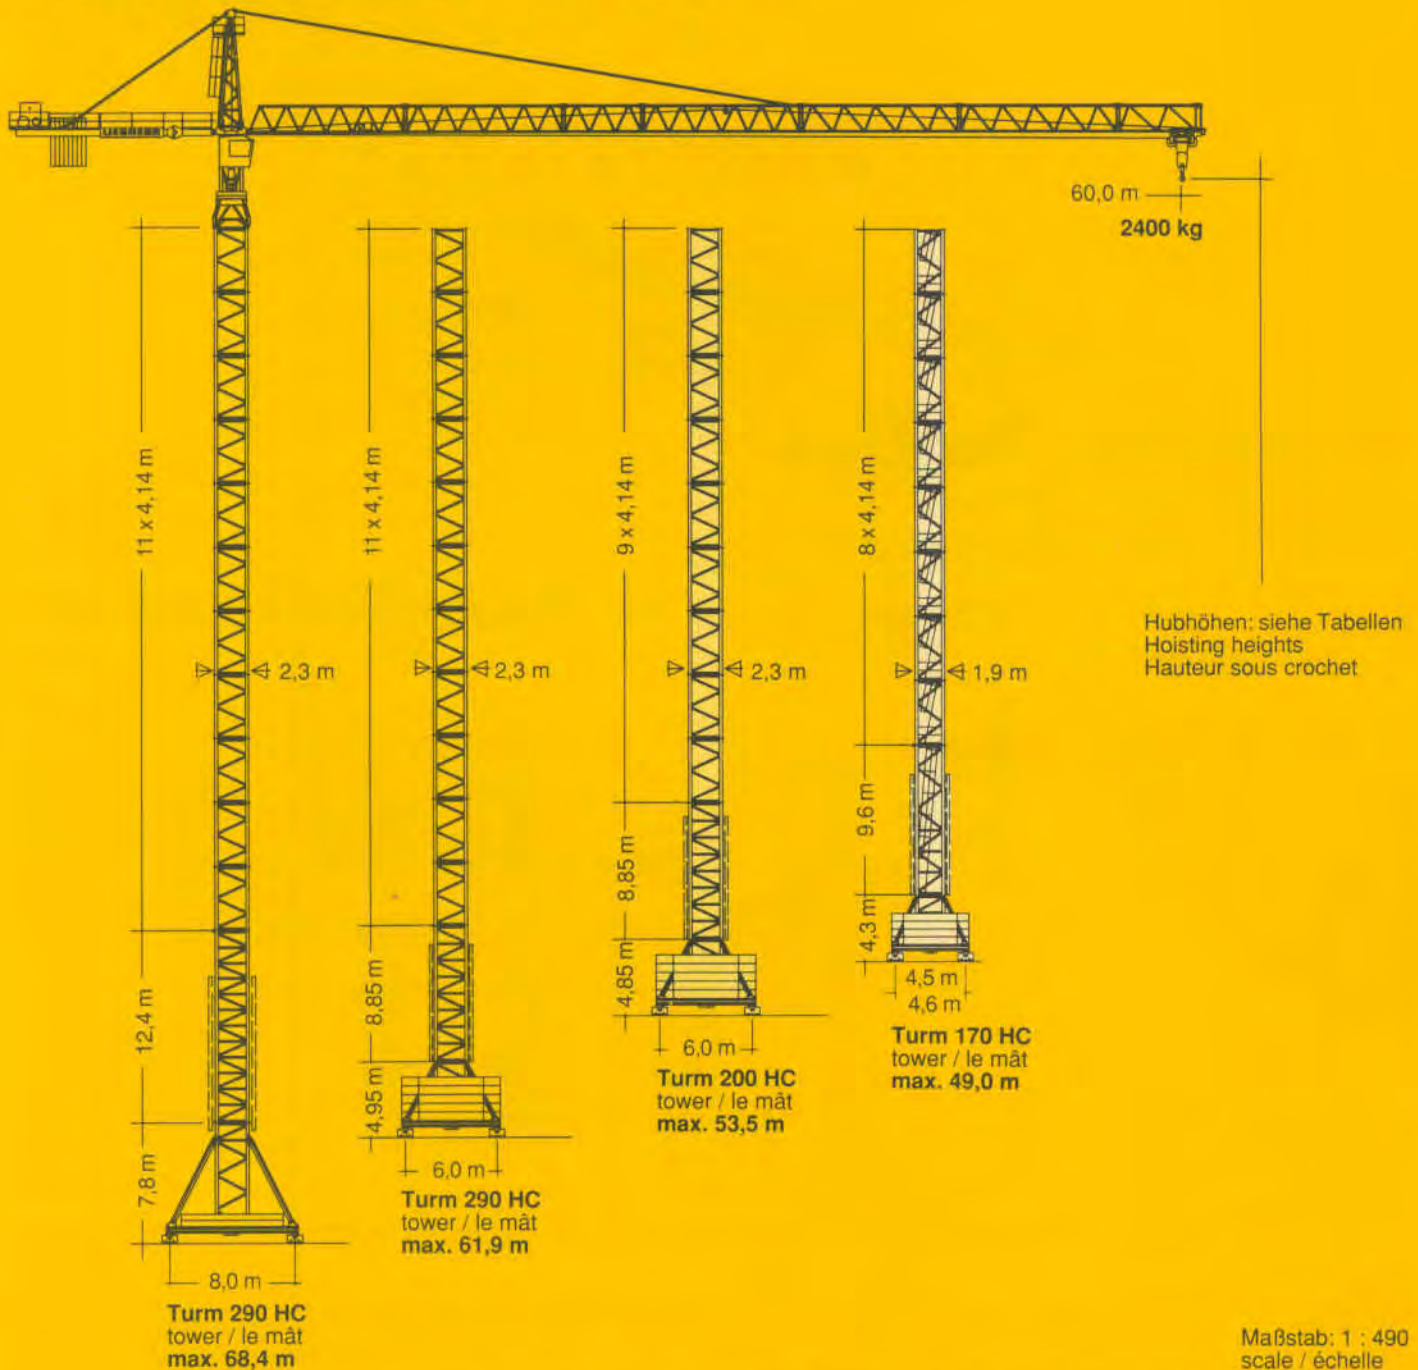 LIEBHERR
60,0 m
2400 kg
11 x 4,14 m
11 x 4,14 m
9 x 4,14 m
8 x 4,14 m
Hubhöhen: siehe Tabellen
Hoisting heights
Hauteur sous crochet
2,3 m
2,3 m
2,3 m
1,9 m
12,4 m
7,8 m
8,85 m
4,95 m
8,85 m
4,85 m
9,6 m
4,3 m
8,0 m
Turm 290 HC
tower / le mât
max. 68,4 m
6,0 m
Turm 290 HC
tower / le mât
max. 61,9 m
6,0 m
Turm 200 HC
tower / le mât
max. 53,5 m
4,5 m
4,6 m
Turm 170 HC
tower / le mât
max. 49,0 m
Maßstab: 1 : 490
scale / échelle